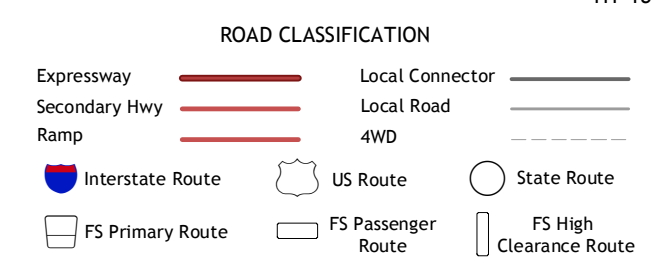 ROAD CLASSIFICATION
Expressway
Local Connector
Secondary Hwy
Local Road
Ramp
4WD
Interstate Route
US Route
State Route
FS Primary Route
FS Passenger
Route
FS High
Clearance Route